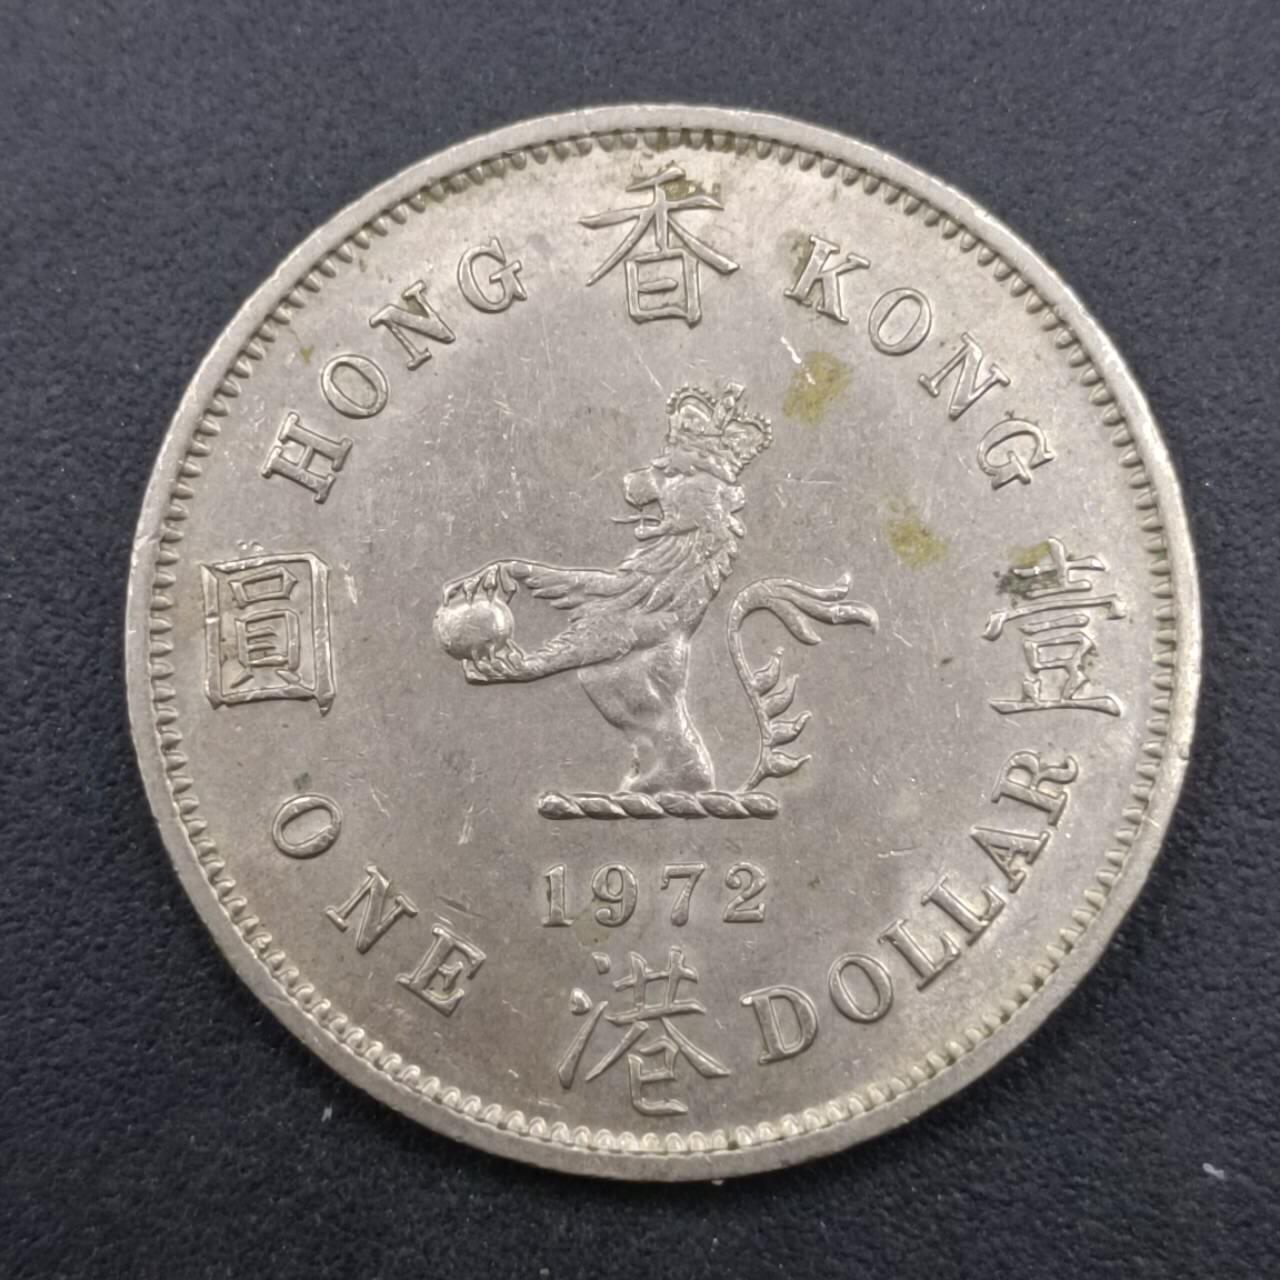 HONG KONG
香港
壹圓
1972
ONE DOLLAR